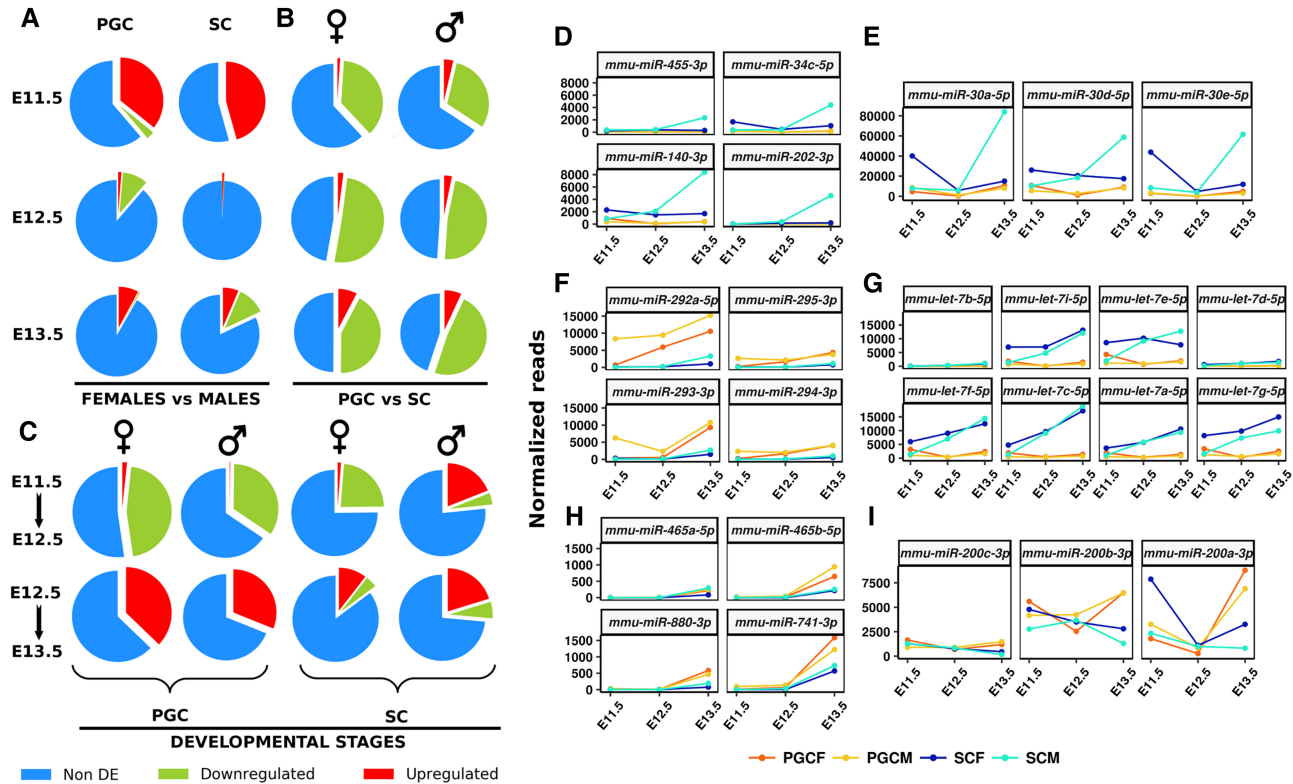 A
B
PGC
SC
♀
♂
E11.5
E12.5
E13.5
FEMALES vs MALES
PGC vs SC
C
♀
♂
♀
♂
E11.5
E12.5
E12.5
E13.5
PGC
SC
DEVELOPMENTAL STAGES
Non DE
Downregulated
Upregulated
Normalized reads
D
mmu-miR-455-3p
mmu-miR-34c-5p
8000
6000
4000
2000
0
mmu-miR-140-3p
mmu-miR-202-3p
8000
6000
4000
2000
0
E11.5 E12.5 E13.5
E11.5 E12.5 E13.5
E
mmu-miR-30a-5p
mmu-miR-30d-5p
mmu-miR-30e-5p
80000
60000
40000
20000
0
E11.5 E12.5 E13.5
E11.5 E12.5 E13.5
E11.5 E12.5 E13.5
F
mmu-miR-292a-5p
mmu-miR-295-3p
15000
10000
5000
0
mmu-miR-293-3p
mmu-miR-294-3p
15000
10000
5000
0
E11.5 E12.5 E13.5
E11.5 E12.5 E13.5
G
mmu-let-7b-5p
mmu-let-7i-5p
mmu-let-7e-5p
mmu-let-7d-5p
15000
10000
5000
0
mmu-let-7f-5p
mmu-let-7c-5p
mmu-let-7a-5p
mmu-let-7g-5p
15000
10000
5000
0
E11.5 E12.5 E13.5
E11.5 E12.5 E13.5
E11.5 E12.5 E13.5
E11.5 E12.5 E13.5
H
mmu-miR-465a-5p
mmu-miR-465b-5p
1500
1000
500
0
mmu-miR-880-3p
mmu-miR-741-3p
1500
1000
500
0
E11.5 E12.5 E13.5
E11.5 E12.5 E13.5
I
mmu-miR-200c-3p
mmu-miR-200b-3p
mmu-miR-200a-3p
7500
5000
2500
0
E11.5 E12.5 E13.5
E11.5 E12.5 E13.5
E11.5 E12.5 E13.5
PGCF
PGCM
SCF
SCM